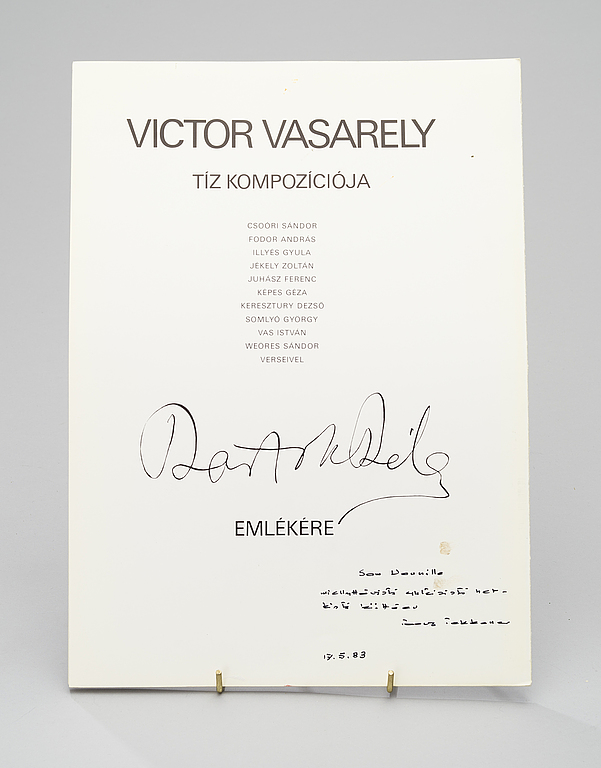 VICTOR VASARELY
TÍZ KOMPOZÍCIÓJA
CSOÓRI SÁNDOR
FODOR ANDRÁS
ILLYÉS GYULA
JÉKELY ZOLTÁN
JUHÁSZ FERENC
KÉPES GÉZA
KERESZTURY DEZSŐ
SOMLYÓ GYÖRGY
VAS ISTVÁN
WEÖRES SÁNDOR
VERSEIVEL
Bartók Béla
EMLÉKÉRE
17.5.83